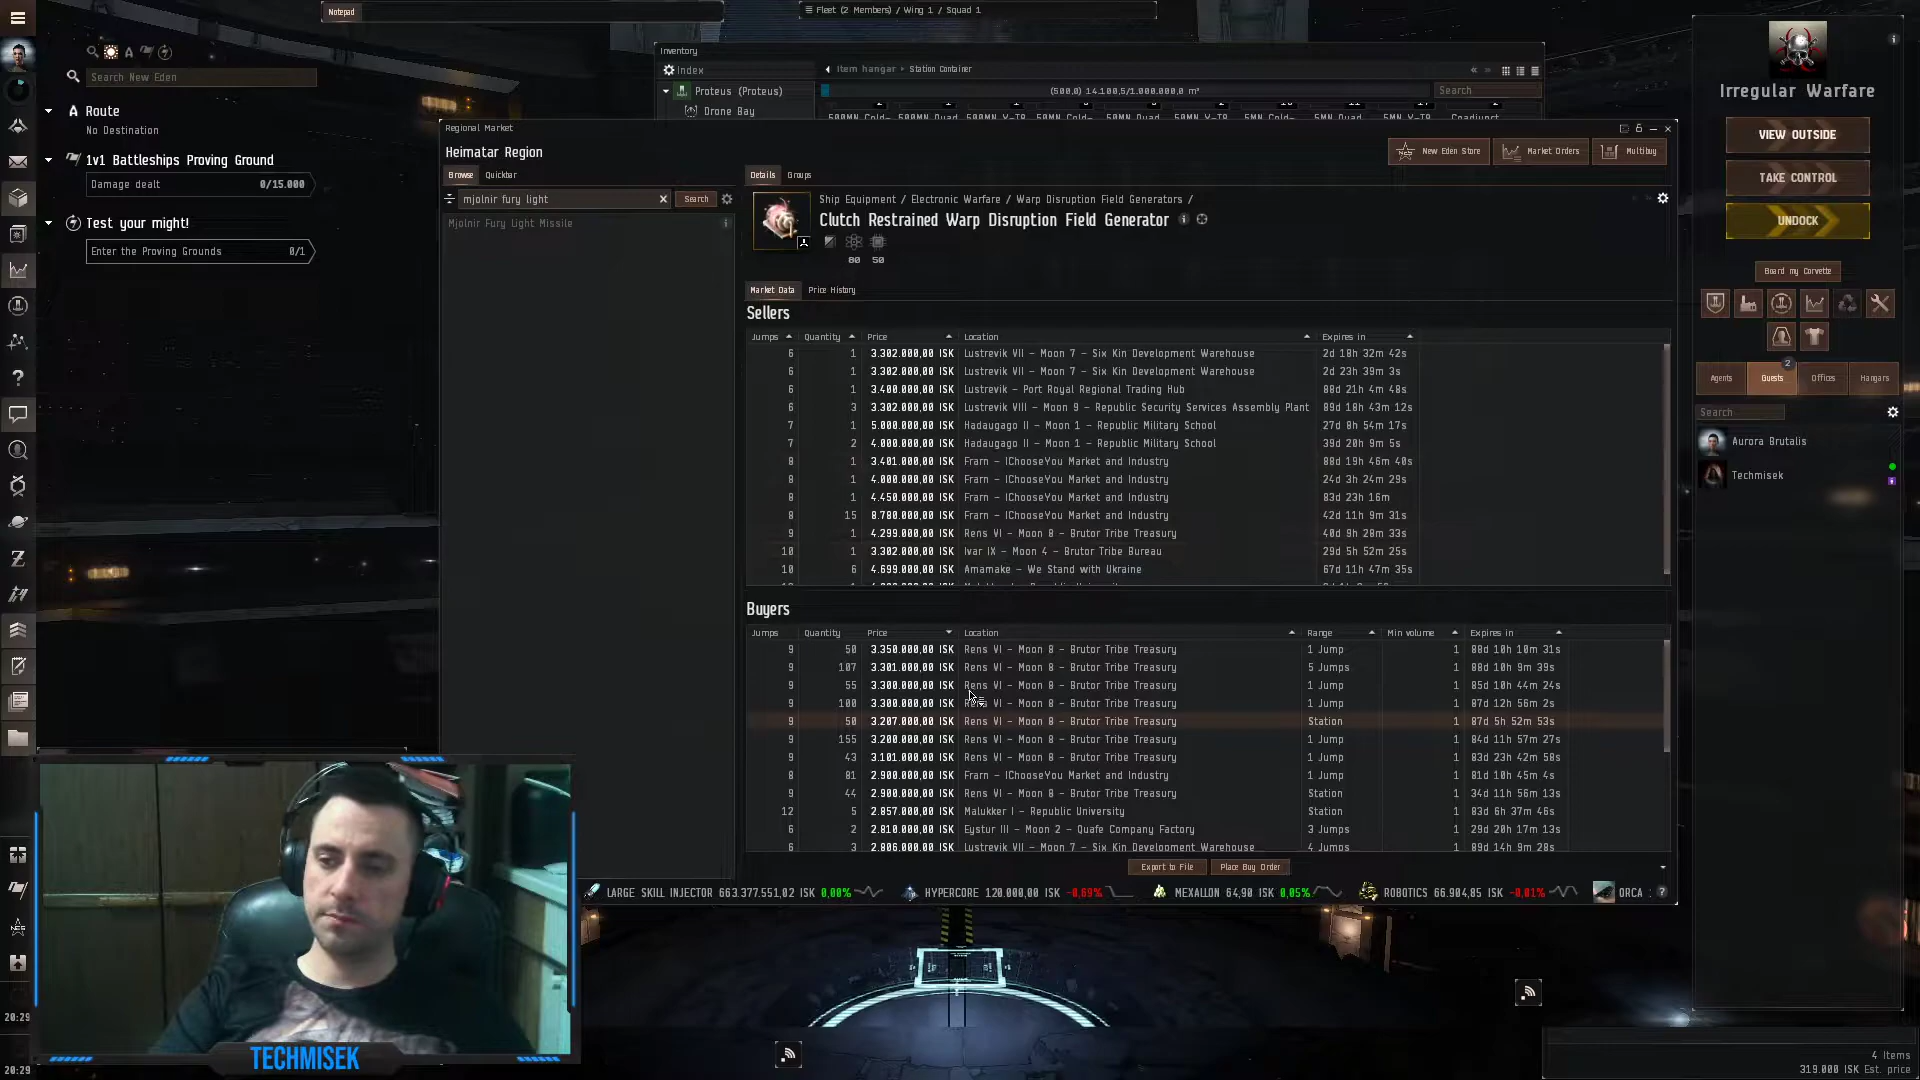 Notepad
Fleet (2 Members) / Wing 1 / Squad 1
Search New Eden
Route
No Destination
1v1 Battleships Proving Ground
Damage dealt 0/15.000
Test your might!
Enter the Proving Grounds 0/1
Inventory
Index
Item hangar › Station Container
Proteus (Proteus)
(500,0) 14.100,5/1.000.000,0 m³
Search
Drone Bay
Regional Market
Heimatar Region
New Eden Store
Market Orders
Multibuy
Browse
Quickbar
mjolnir fury light
Search
Mjolnir Fury Light Missile
Details
Groups
Ship Equipment / Electronic Warfare / Warp Disruption Field Generators /
Clutch Restrained Warp Disruption Field Generator
80 50
Market Data
Price History
Sellers
Jumps Quantity Price Location Expires in
6 1 3.302.000,00 ISK Lustrevik VII - Moon 7 - Six Kin Development Warehouse 2d 18h 32m 42s
6 1 3.302.000,00 ISK Lustrevik VII - Moon 7 - Six Kin Development Warehouse 2d 23h 39m 3s
6 1 3.400.000,00 ISK Lustrevik - Port Royal Regional Trading Hub 88d 21h 4m 48s
6 3 3.302.000,00 ISK Lustrevik VIII - Moon 9 - Republic Security Services Assembly Plant 89d 18h 43m 12s
7 1 5.000.000,00 ISK Hadaugago II - Moon 1 - Republic Military School 27d 8h 54m 17s
7 2 4.000.000,00 ISK Hadaugago II - Moon 1 - Republic Military School 39d 20h 9m 5s
8 1 3.401.000,00 ISK Frarn - IChooseYou Market and Industry 88d 19h 46m 40s
8 1 4.000.000,00 ISK Frarn - IChooseYou Market and Industry 24d 3h 24m 29s
8 1 4.450.000,00 ISK Frarn - IChooseYou Market and Industry 83d 23h 16m
8 15 8.780.000,00 ISK Frarn - IChooseYou Market and Industry 42d 11h 9m 31s
9 1 4.299.000,00 ISK Rens VI - Moon 8 - Brutor Tribe Treasury 40d 9h 28m 33s
10 1 3.302.000,00 ISK Ivar IX - Moon 4 - Brutor Tribe Bureau 29d 5h 52m 25s
10 6 4.699.000,00 ISK Amamake - We Stand with Ukraine 67d 11h 47m 35s
Buyers
Jumps Quantity Price Location Range Min volume Expires in
9 50 3.350.000,00 ISK Rens VI - Moon 8 - Brutor Tribe Treasury 1 Jump 1 88d 10h 10m 31s
9 107 3.301.000,00 ISK Rens VI - Moon 8 - Brutor Tribe Treasury 5 Jumps 1 88d 10h 9m 39s
9 55 3.300.000,00 ISK Rens VI - Moon 8 - Brutor Tribe Treasury 1 Jump 1 85d 10h 44m 24s
9 100 3.300.000,00 ISK Rens VI - Moon 8 - Brutor Tribe Treasury 1 Jump 1 87d 12h 56m 2s
9 50 3.207.000,00 ISK Rens VI - Moon 8 - Brutor Tribe Treasury Station 1 87d 5h 52m 53s
9 155 3.200.000,00 ISK Rens VI - Moon 8 - Brutor Tribe Treasury 1 Jump 1 84d 11h 57m 27s
9 43 3.101.000,00 ISK Rens VI - Moon 8 - Brutor Tribe Treasury 1 Jump 1 83d 23h 42m 58s
8 81 2.900.000,00 ISK Frarn - IChooseYou Market and Industry 1 Jump 1 81d 10h 45m 4s
9 44 2.900.000,00 ISK Rens VI - Moon 8 - Brutor Tribe Treasury Station 1 34d 11h 56m 13s
12 5 2.857.000,00 ISK Malukker I - Republic University Station 1 83d 6h 37m 46s
6 2 2.810.000,00 ISK Eystur III - Moon 2 - Quafe Company Factory 3 Jumps 1 29d 20h 17m 13s
6 3 2.806.000,00 ISK Lustrevik VII - Moon 7 - Six Kin Development Warehouse 4 Jumps 1 89d 14h 9m 28s
Export to File
Place Buy Order
LARGE SKILL INJECTOR 663.377.551,02 ISK 0,00%
HYPERCORE 120.000,00 ISK -0,69%
MEXALLON 64,90 ISK 0,05%
ROBOTICS 66.904,85 ISK -0,01%
ORCA
Irregular Warfare
VIEW OUTSIDE
TAKE CONTROL
UNDOCK
Board my Corvette
2
Agents
Guests
Offices
Hangars
Search
Aurora Brutalis
Technisek
20:29
TECHMISEK
20:29
4 Items
319.000 ISK Est. price